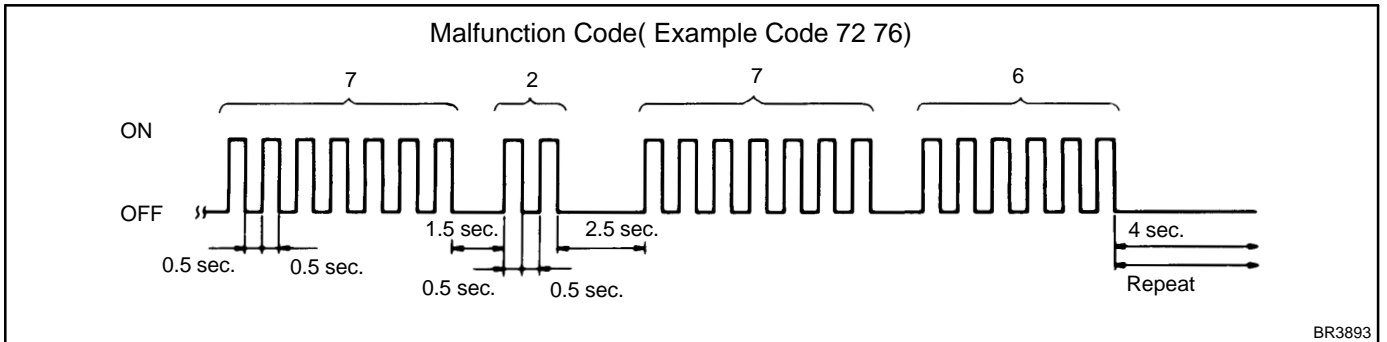 Malfunction Code( Example Code 72 76)
7 2 7 6
ON
OFF
1.5 sec. 2.5 sec. 4 sec.
0.5 sec. 0.5 sec.
0.5 sec. 0.5 sec.
Repeat
BR3893